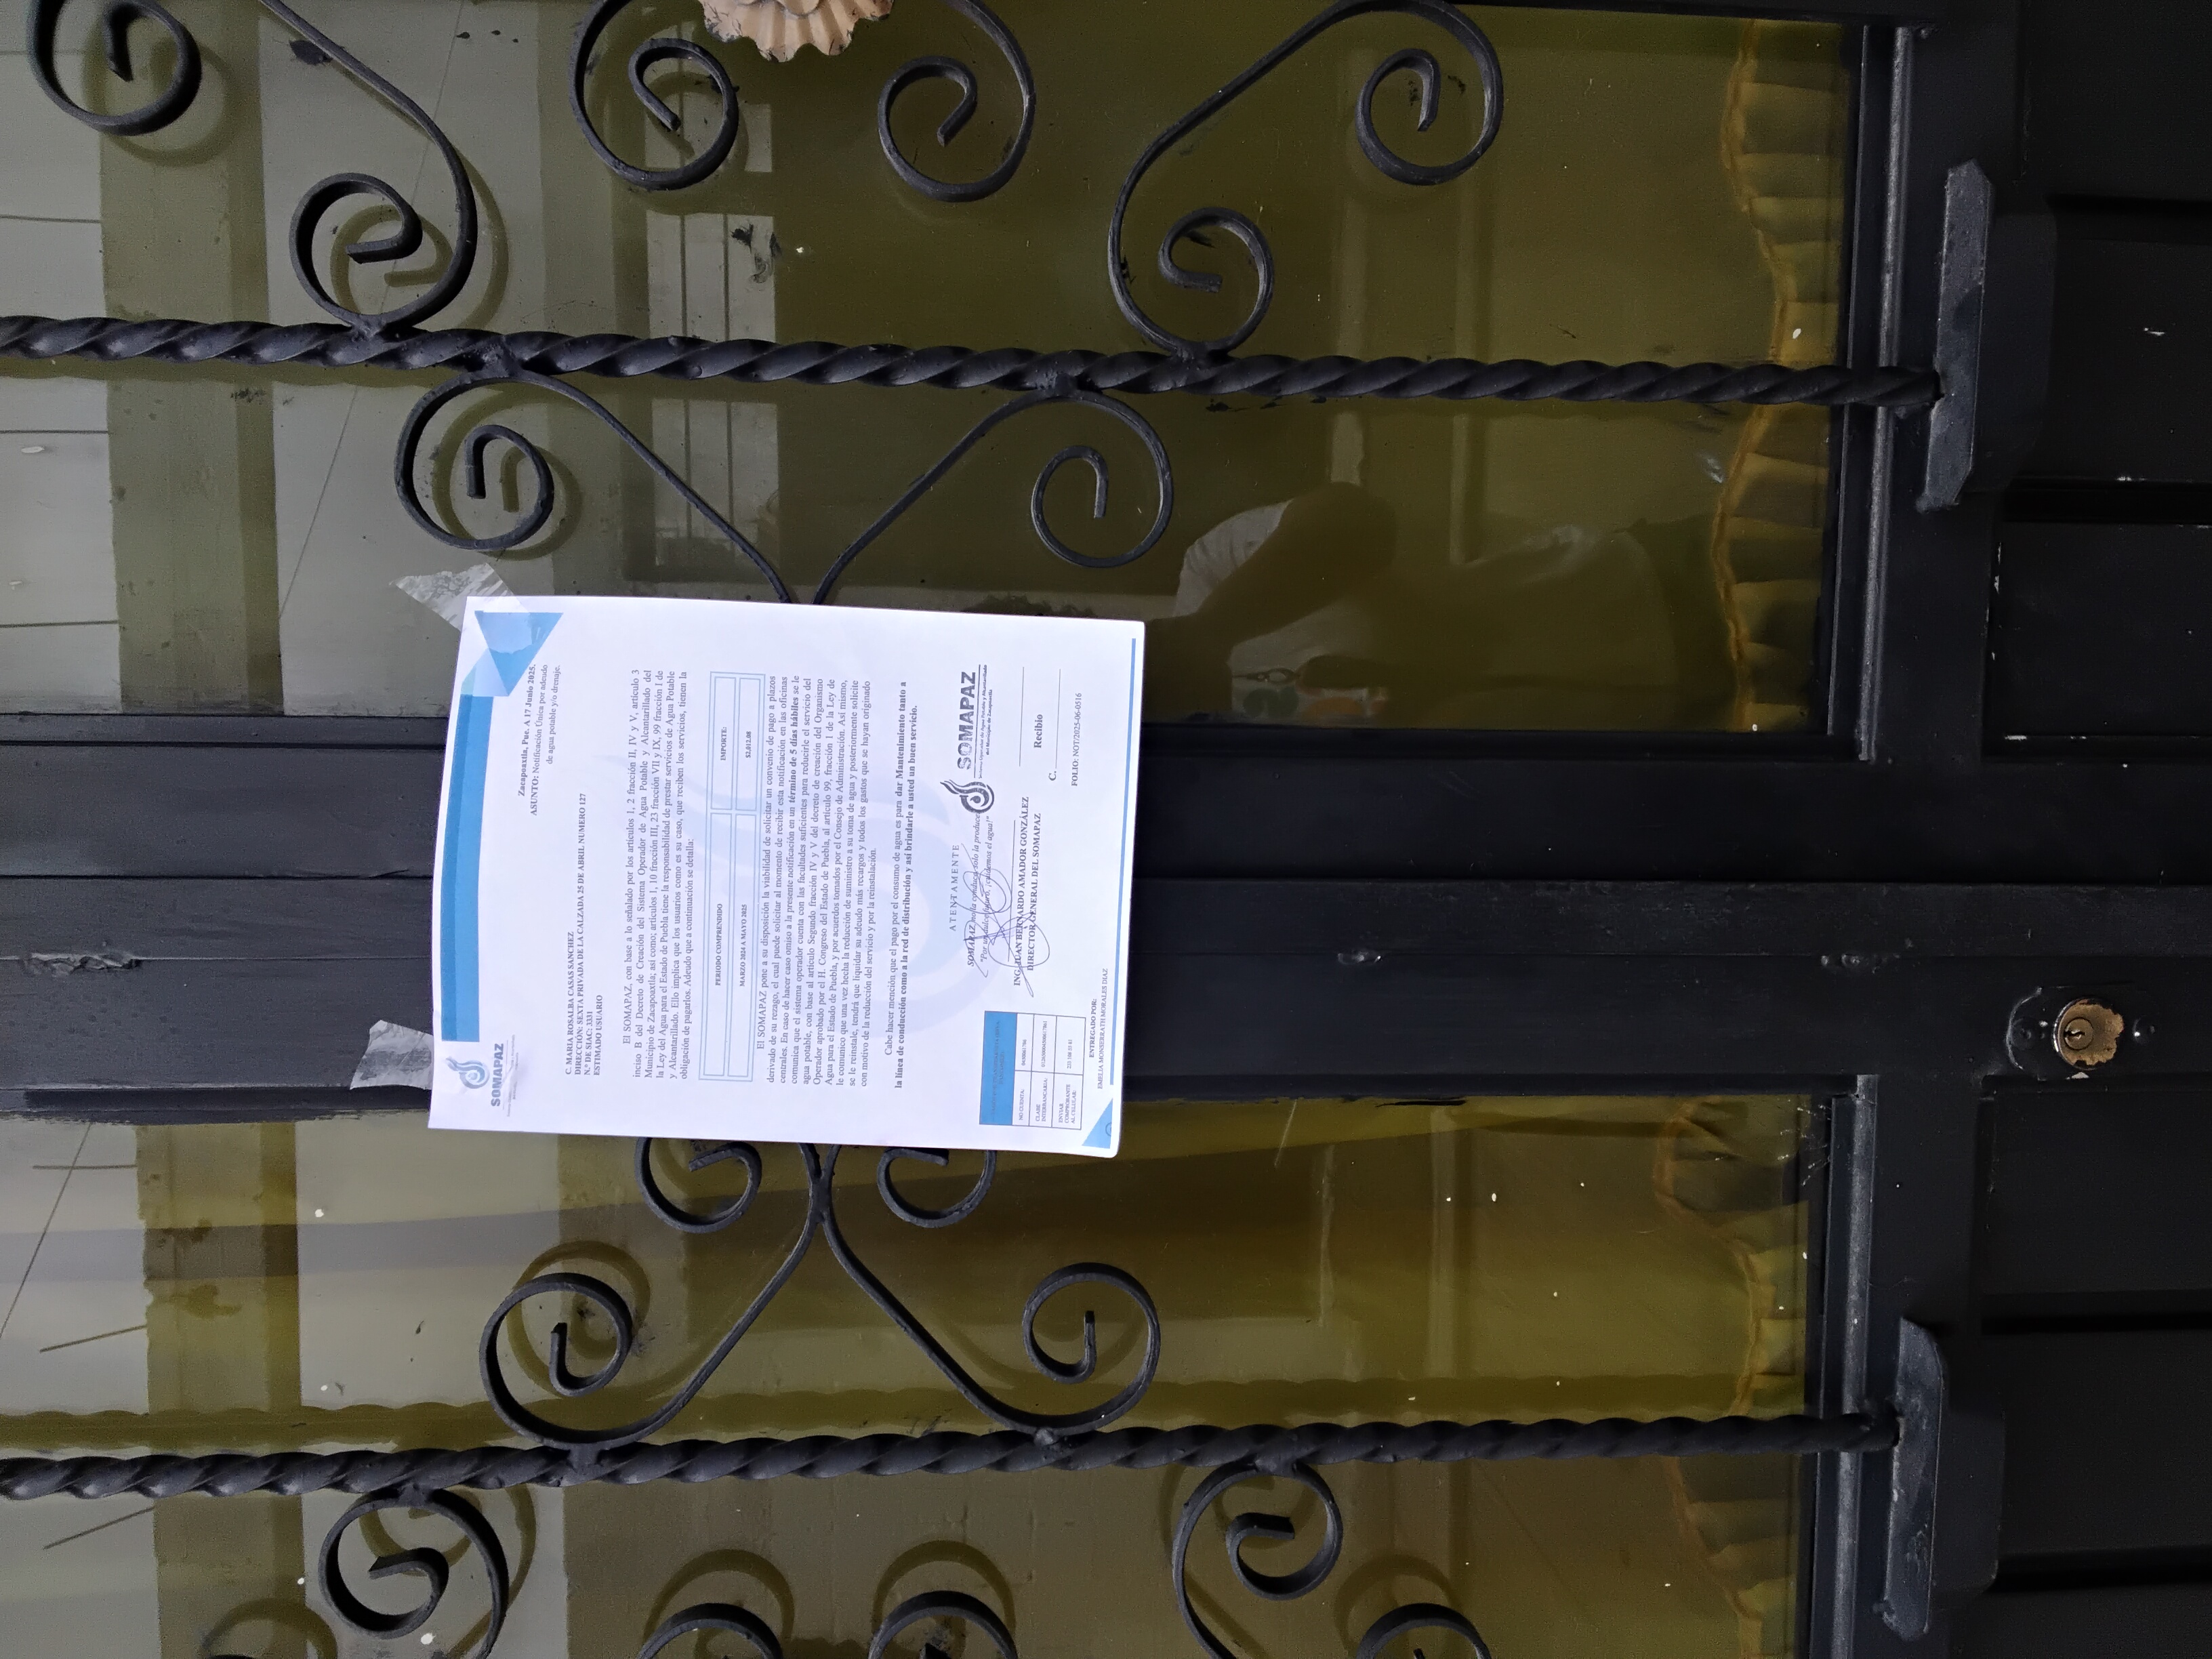 SOMAPAZ
Zacapoaxtla, Pue. A 17 Junio 2025.
ASUNTO: Notificación Única por adeudo
de agua potable y/o drenaje.
C. MARIA ROSALBA CASAS SANCHEZ
DIRECCIÓN: SEXTA PRIVADA DE LA CALZADA 25 DE ABRIL NUMERO 127
N.° DE SIAC: 3331
ESTIMADO USUARIO
El SOMAPAZ, con base a lo señalado por los artículos 1, 2 fracción II, IV y V, artículo 3
inciso B del Decreto de Creación del Sistema Operador de Agua Potable y Alcantarillado del
Municipio de Zacapoaxtla; así como; artículos 1, 10 fracción III, 23 fracción VII y IX, 99 fracción I de
la Ley del Agua para el Estado de Puebla tiene la responsabilidad de prestar servicios de Agua Potable
y Alcantarillado. Ello implica que los usuarios como es su caso, que reciben los servicios, tienen la
obligación de pagarlos. Adeudo que a continuación se detalla:
PERIODO COMPRENDIDO IMPORTE:
MARZO 2024 A MAYO 2025 $2,012.08
El SOMAPAZ pone a su disposición la viabilidad de solicitar un convenio de pago a plazos
derivado de su rezago, el cual puede solicitar al momento de recibir esta notificación en las oficinas
centrales. En caso de hacer caso omiso a la presente notificación en un término de 5 días hábiles se le
comunica que el sistema operador cuenta con las facultades suficientes para reducirle el servicio del
agua potable, con base al artículo Segundo fracción IV y V del decreto de creación del Organismo
Operador aprobado por el H. Congreso del Estado de Puebla, al artículo 99, fracción I de la Ley de
Agua para el Estado de Puebla, y por acuerdos tomados por el Consejo de Administración. Así mismo,
le comunico que una vez hecha la reducción de suministro a su toma de agua y posteriormente solicite
se le reinstale, tendrá que liquidar su adeudo más recargos y todos los gastos que se hayan originado
con motivo de la reducción del servicio y por la reinstalación.
Cabe hacer mención que el pago por el consumo de agua es para dar Mantenimiento tanto a
la línea de conducción como a la red de distribución y así brindarle a usted un buen servicio.
ATENTAMENTE
SOMAPAZ no la conduce, solo la produce
"Por un dulce futuro, ¡cuidemos el agua!"
ING. JUAN BERNARDO AMADOR GONZÁLEZ
DIRECTOR GENERAL DEL SOMAPAZ
SOMAPAZ
Sistema Operador de Agua Potable y Alcantarillado
del Municipio de Zacapoaxtla
Recibio
C.
FOLIO: NOT/2025-06-0516
NO CUENTA:
CLABE INTERBANCARIA:
ENVIAR COMPROBANTE AL CELULAR:
ENTREGADO POR:
EMELIA MONSERRATH MORALES DIAZ